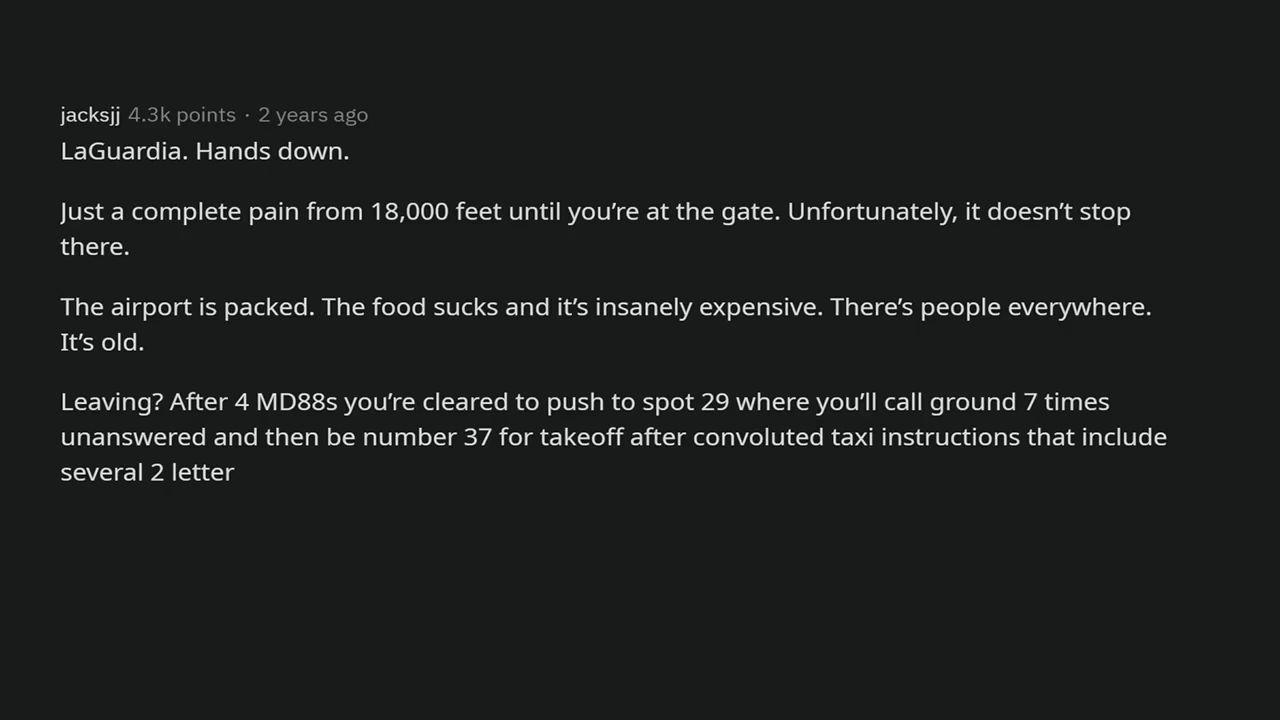 jacksjj 4.3k points · 2 years ago
LaGuardia. Hands down.
Just a complete pain from 18,000 feet until you’re at the gate. Unfortunately, it doesn’t stop
there.
The airport is packed. The food sucks and it’s insanely expensive. There’s people everywhere.
It’s old.
Leaving? After 4 MD88s you’re cleared to push to spot 29 where you’ll call ground 7 times
unanswered and then be number 37 for takeoff after convoluted taxi instructions that include
several 2 letter